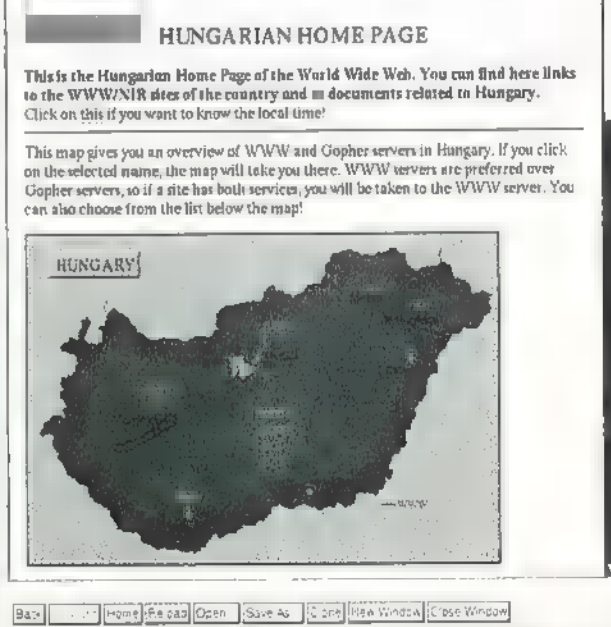 HUNGARIAN HOME PAGE
This is the Hungarian Home Page of the World Wide Web. You can find here links
to the WWW/NIR sites of the country and to documents related to Hungary.
Click on this if you want to know the local time!
This map gives you an overview of WWW and Gopher servers in Hungary. If you click
on the selected name, the map will take you there. WWW servers are preferred over
Gopher servers, so if a site has both services, you will be taken to the WWW server. You
can also choose from the list below the map!
HUNGARY
WWW
Back Home Reload Open Save As Clone New Window Close Window